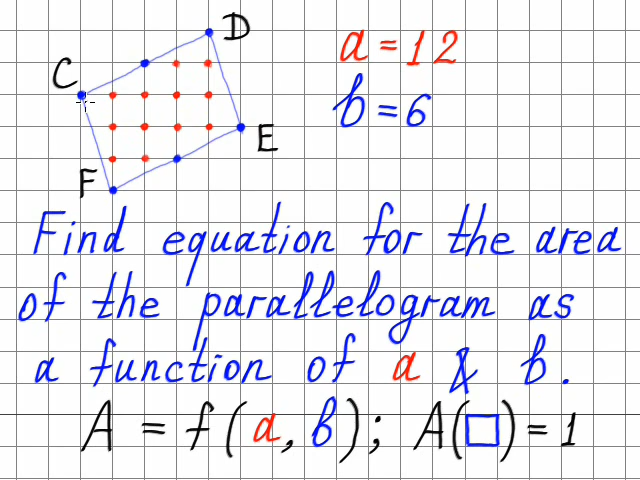 D
a = 12
C
b = 6
E
F
Find equation for the area
of the parallelogram as
a function of a & b.
A = f(a, b); A(□) = 1